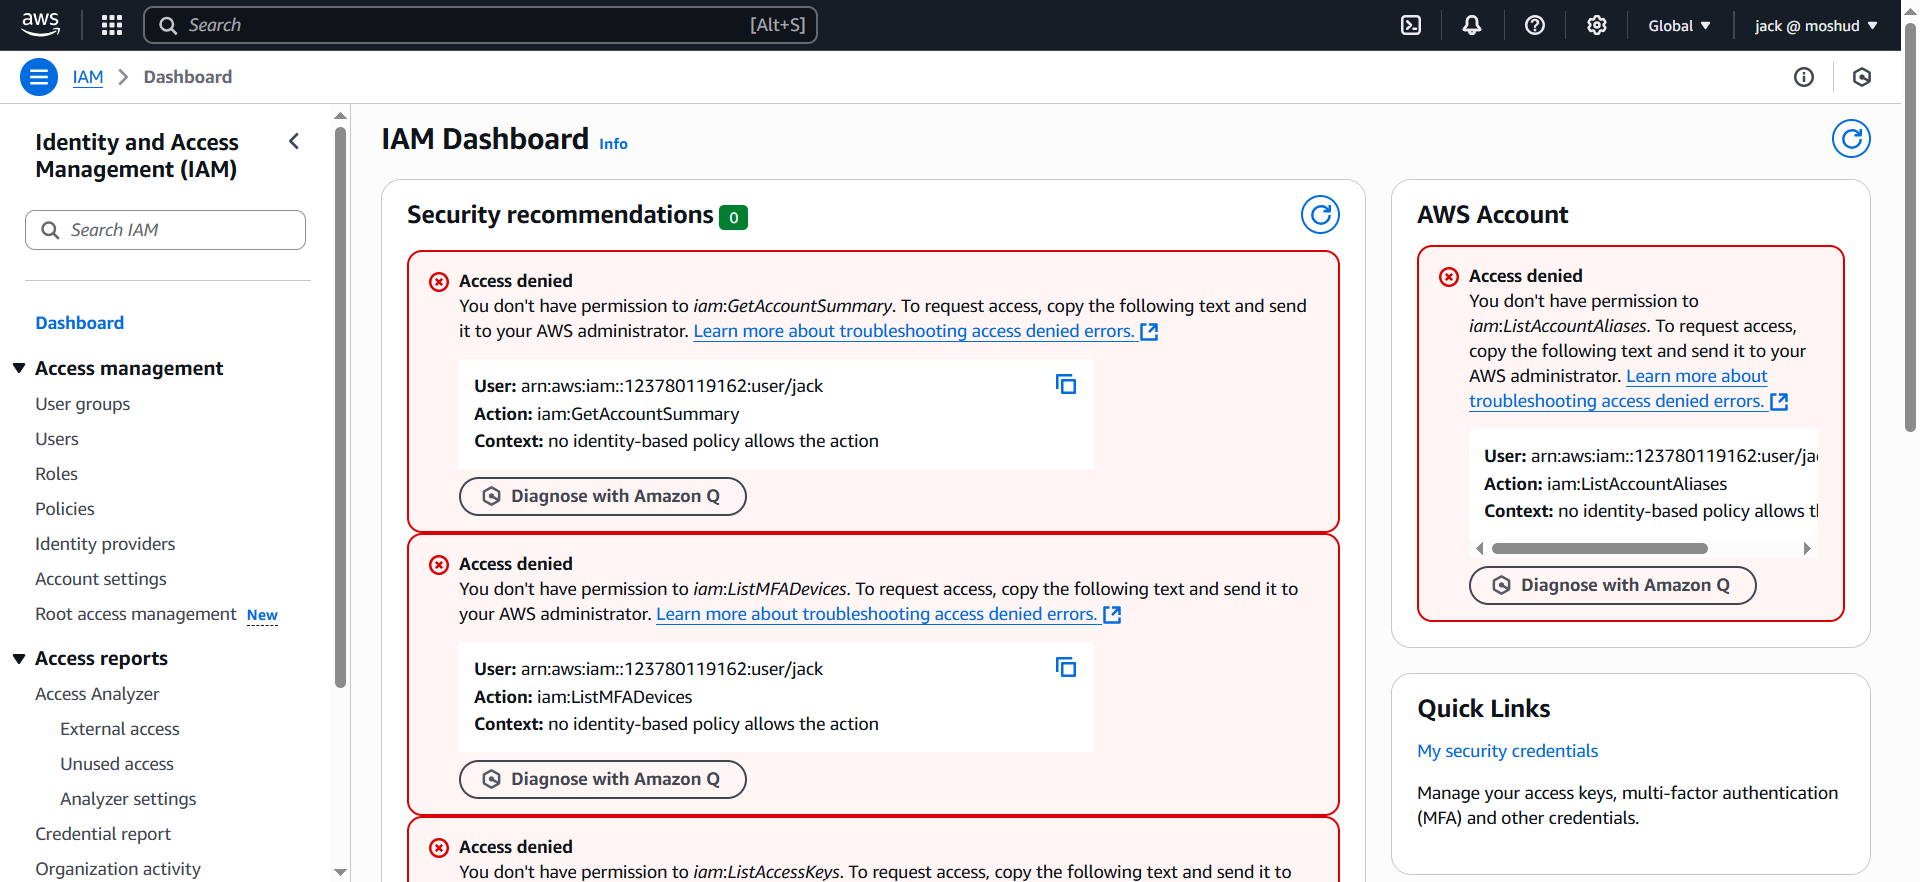 aws
Search
[Alt+S]
Global
jack @ moshud
IAM
Dashboard
Identity and Access
Management (IAM)
Search IAM
Dashboard
Access management
User groups
Users
Roles
Policies
Identity providers
Account settings
Root access management New
Access reports
Access Analyzer
External access
Unused access
Analyzer settings
Credential report
Organization activity
IAM Dashboard Info
Security recommendations 0
Access denied
You don't have permission to iam:GetAccountSummary. To request access, copy the following text and send
it to your AWS administrator. Learn more about troubleshooting access denied errors.
User: arn:aws:iam::123780119162:user/jack
Action: iam:GetAccountSummary
Context: no identity-based policy allows the action
Diagnose with Amazon Q
Access denied
You don't have permission to iam:ListMFADevices. To request access, copy the following text and send it to
your AWS administrator. Learn more about troubleshooting access denied errors.
User: arn:aws:iam::123780119162:user/jack
Action: iam:ListMFADevices
Context: no identity-based policy allows the action
Diagnose with Amazon Q
Access denied
You don't have permission to iam:ListAccessKeys. To request access, copy the following text and send it to
AWS Account
Access denied
You don't have permission to
iam:ListAccountAliases. To request access,
copy the following text and send it to your
AWS administrator. Learn more about
troubleshooting access denied errors.
User: arn:aws:iam::123780119162:user/ja
Action: iam:ListAccountAliases
Context: no identity-based policy allows
Diagnose with Amazon Q
Quick Links
My security credentials
Manage your access keys, multi-factor authentication
(MFA) and other credentials.